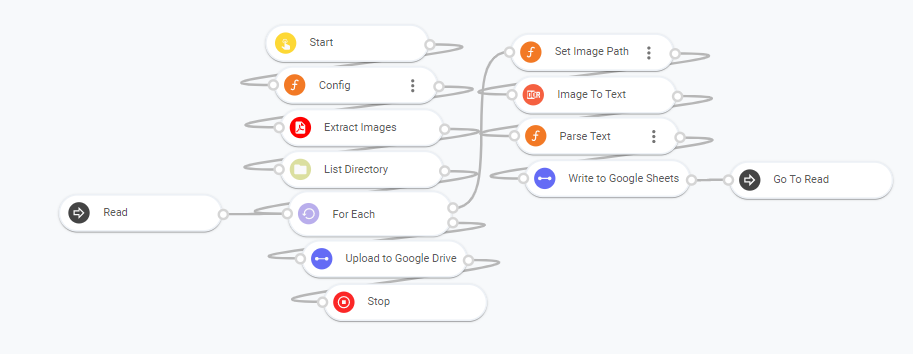 Start
Config
Extract Images
List Directory
Read
For Each
Upload to Google Drive
Stop
Set Image Path
OCR
Image To Text
Parse Text
Write to Google Sheets
Go To Read